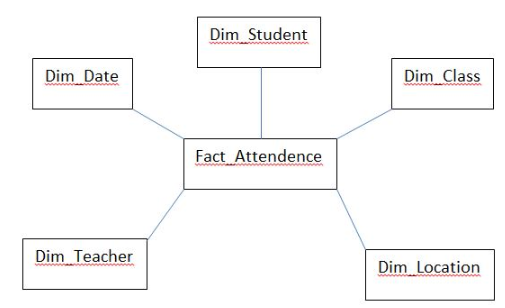 Dim_Student
Dim_Date
Dim_Class
Fact_Attendence
Dim_Teacher
Dim_Location